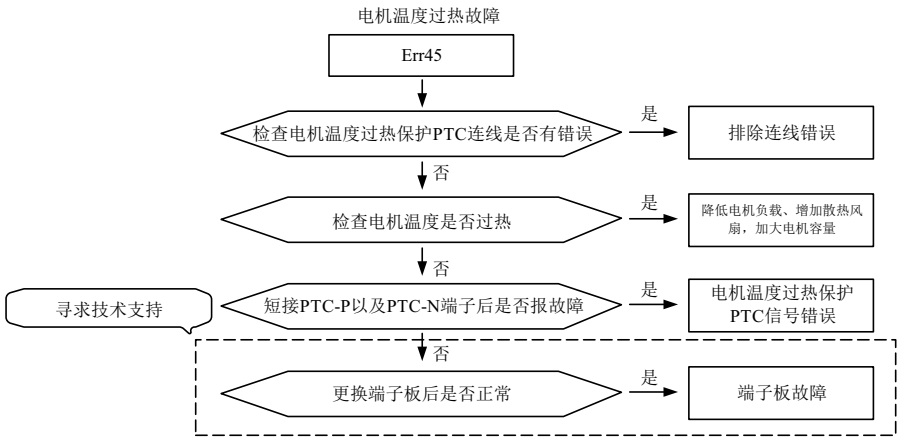 电机温度过热故障
Err45
检查电机温度过热保护PTC连线是否有错误
是
排除连线错误
否
检查电机温度是否过热
是
降低电机负载、增加散热风
扇，加大电机容量
否
寻求技术支持
短接PTC-P以及PTC-N端子后是否报故障
是
电机温度过热保护
PTC信号错误
否
更换端子板后是否正常
是
端子板故障